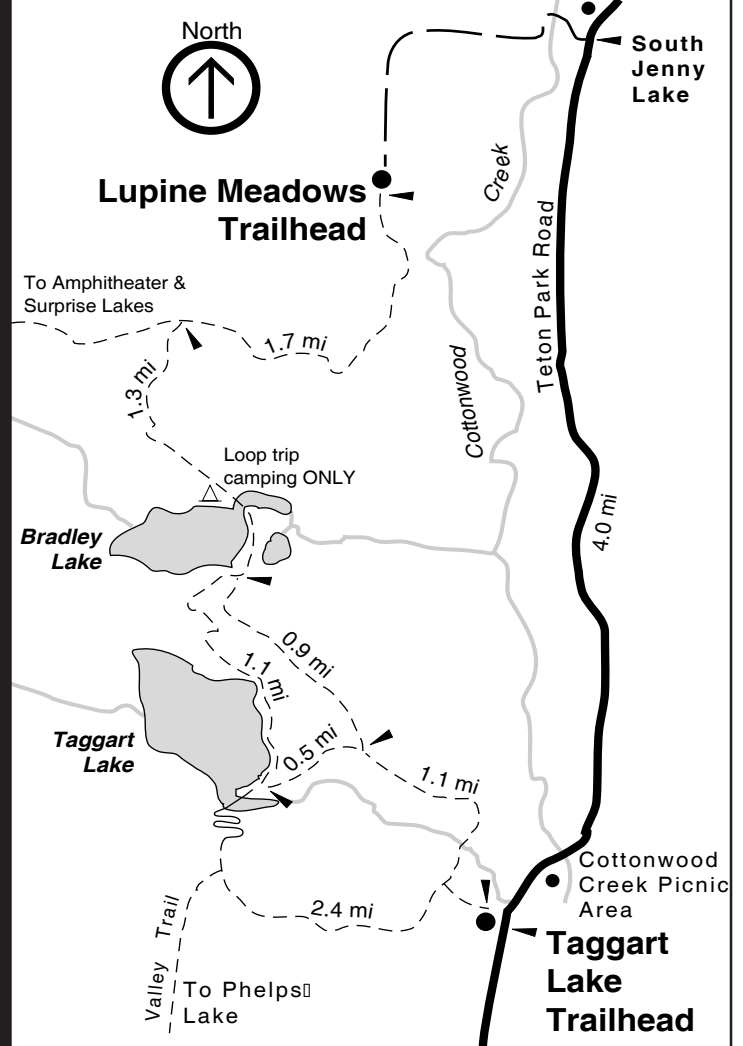 North
South
Jenny
Lake
Lupine Meadows
Trailhead
Creek
Teton Park Road
To Amphitheater &
Surprise Lakes
1.7 mi
1.3 mi
Cottonwood
Loop trip
camping ONLY
Bradley
Lake
4.0 mi
0.9 mi
1.1 mi
Taggart
Lake
0.5 mi
1.1 mi
Cottonwood
Creek Picnic
Area
2.4 mi
Taggart
Lake
Trailhead
Valley Trail
To Phelps▯
Lake